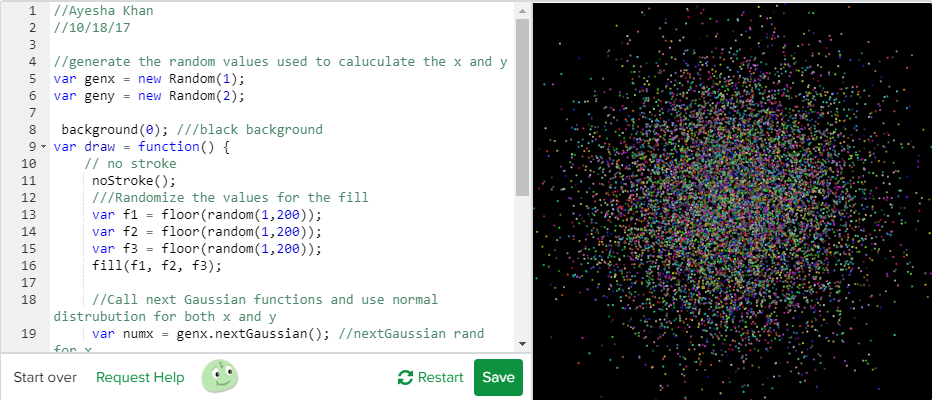 1 //Ayesha Khan
2 //10/18/17
3
4 //generate the random values used to caluculate the x and y
5 var genx = new Random(1);
6 var geny = new Random(2);
7
8 background(0); ///black background
9 var draw = function() {
10 // no stroke
11 noStroke();
12 ///Randomize the values for the fill
13 var f1 = floor(random(1,200));
14 var f2 = floor(random(1,200));
15 var f3 = floor(random(1,200));
16 fill(f1, f2, f3);
17
18 //Call next Gaussian functions and use normal
distrubution for both x and y
19 var numx = genx.nextGaussian(); //nextGaussian rand
for x
Start over Request Help Restart Save